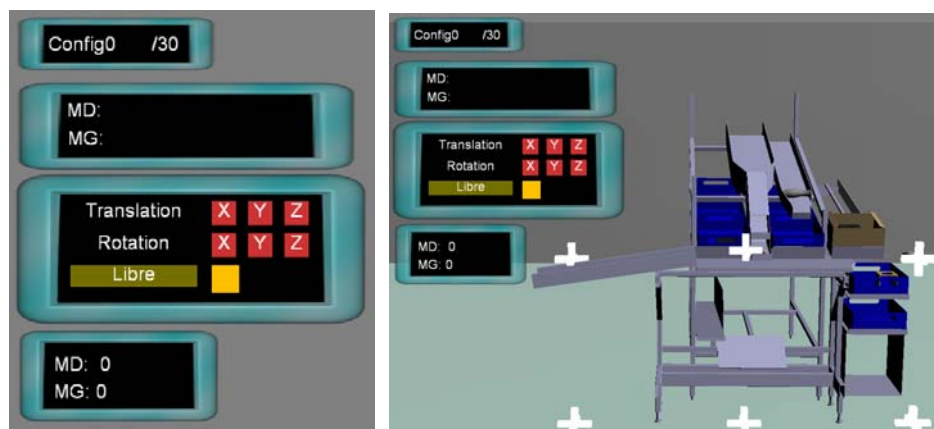 Config0 /30
MD:
MG:
Translation X Y Z
Rotation X Y Z
Libre
MD: 0
MG: 0
Config0 /30
MD:
MG:
Translation X Y Z
Rotation X Y Z
Libre
MD: 0
MG: 0